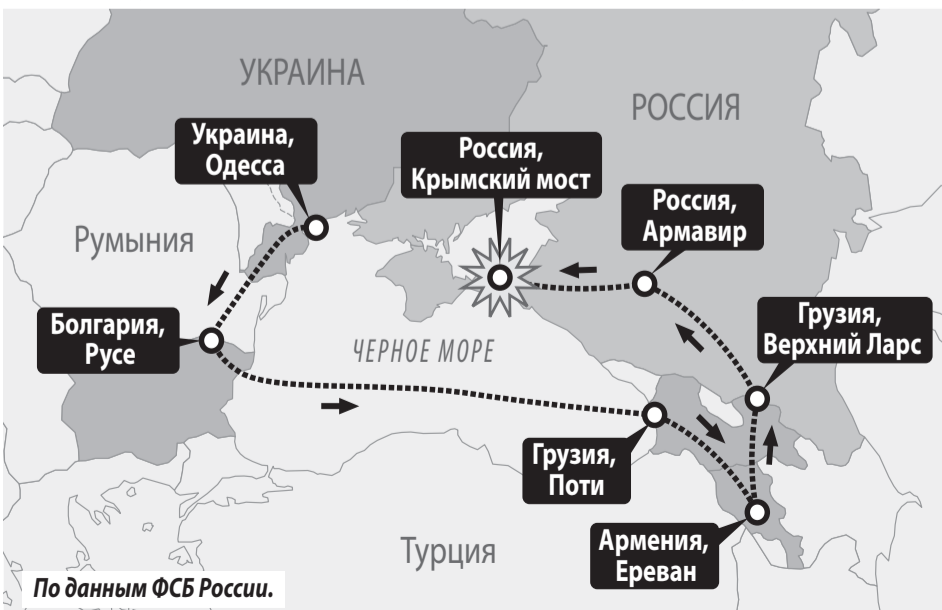 УКРАИНА
РОССИЯ
Украина,
Одесса
Россия,
Крымский мост
Россия,
Армавир
Румыния
Болгария,
Русе
ЧЕРНОЕ МОРЕ
Грузия,
Верхний Ларс
Грузия,
Поти
Армения,
Ереван
Турция
По данным ФСБ России.